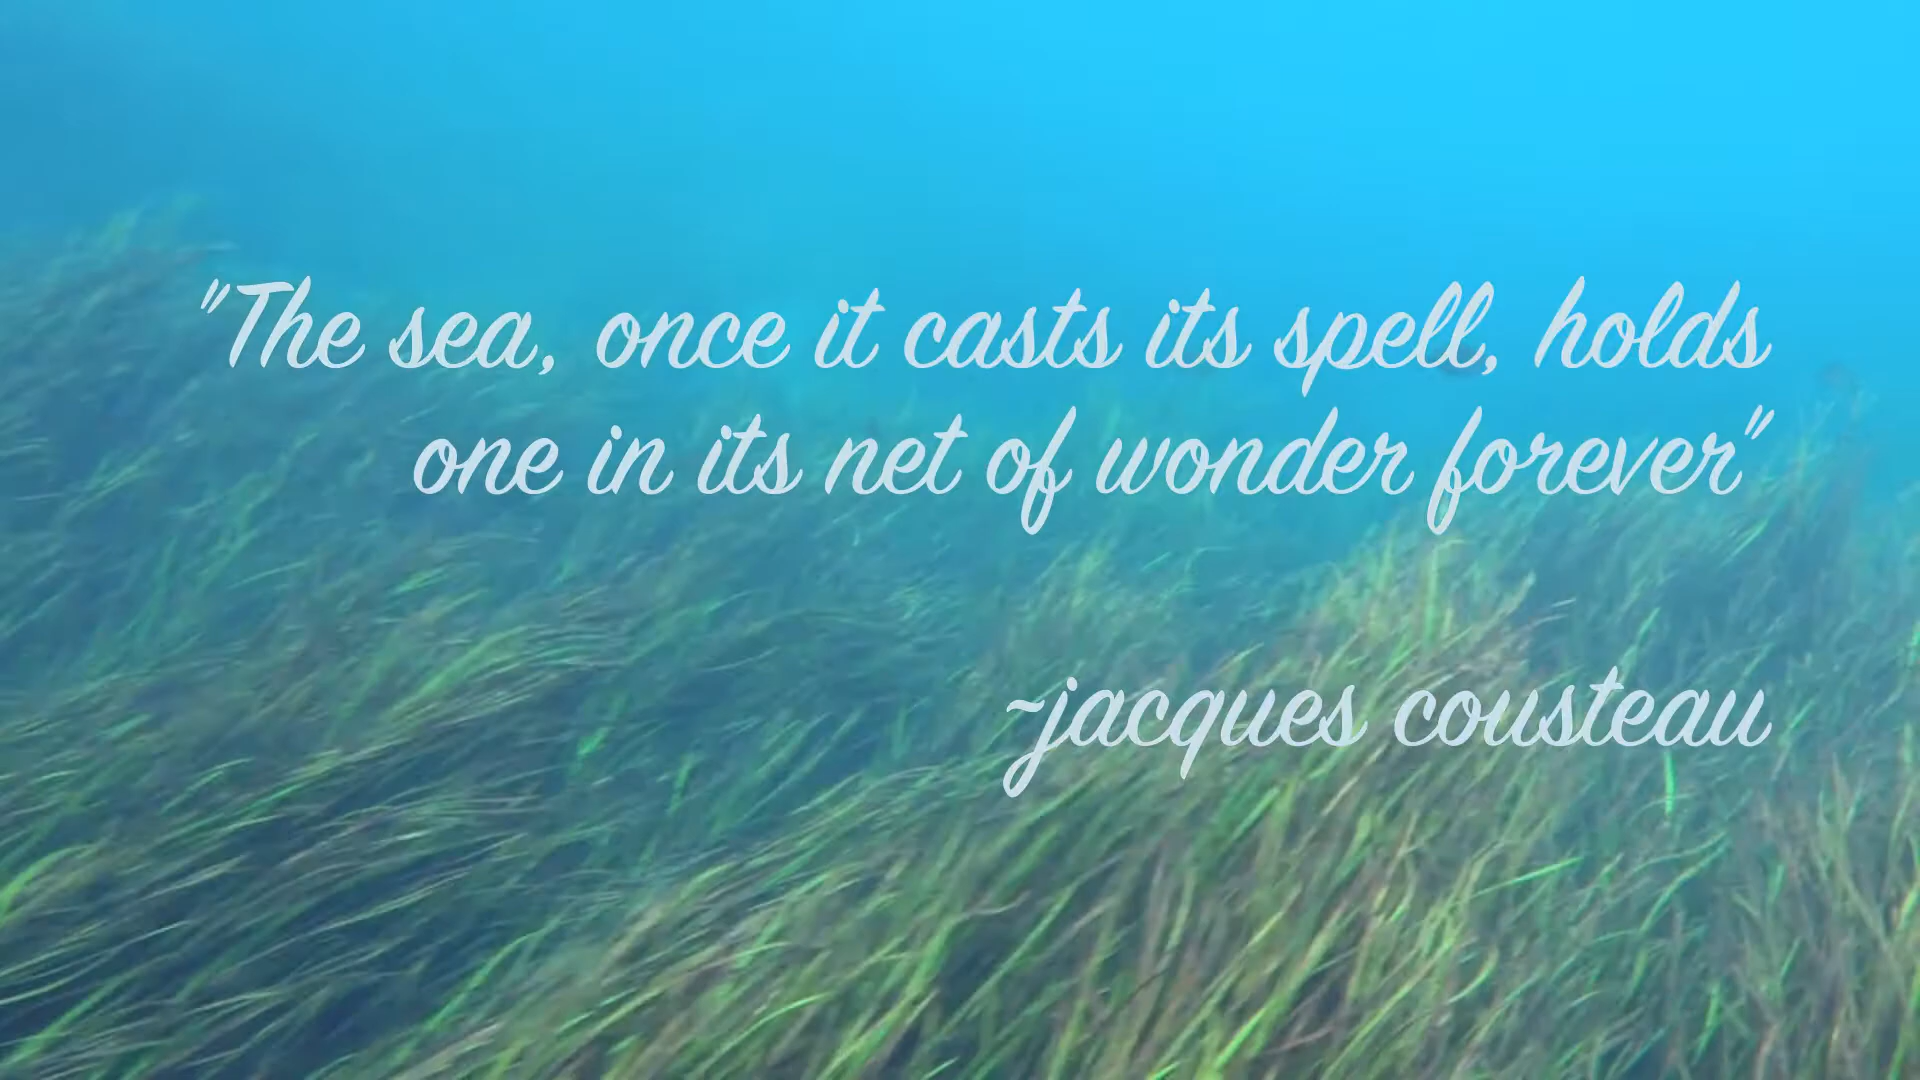 "The sea, once it casts its spell, holds
one in its net of wonder forever"
~jacques cousteau